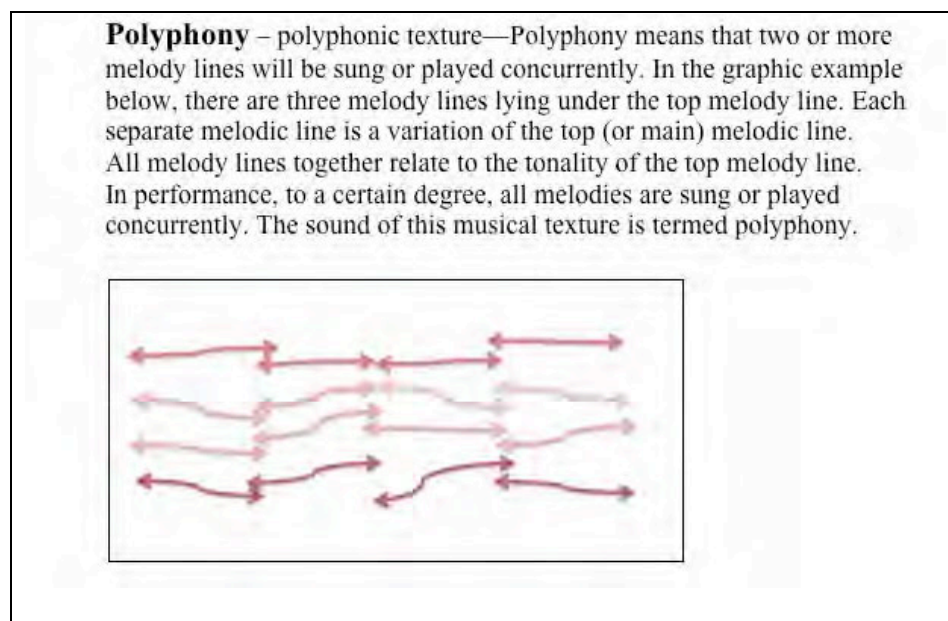 Polyphony – polyphonic texture—Polyphony means that two or more
melody lines will be sung or played concurrently. In the graphic example
below, there are three melody lines lying under the top melody line. Each
separate melodic line is a variation of the top (or main) melodic line.
All melody lines together relate to the tonality of the top melody line.
In performance, to a certain degree, all melodies are sung or played
concurrently. The sound of this musical texture is termed polyphony.